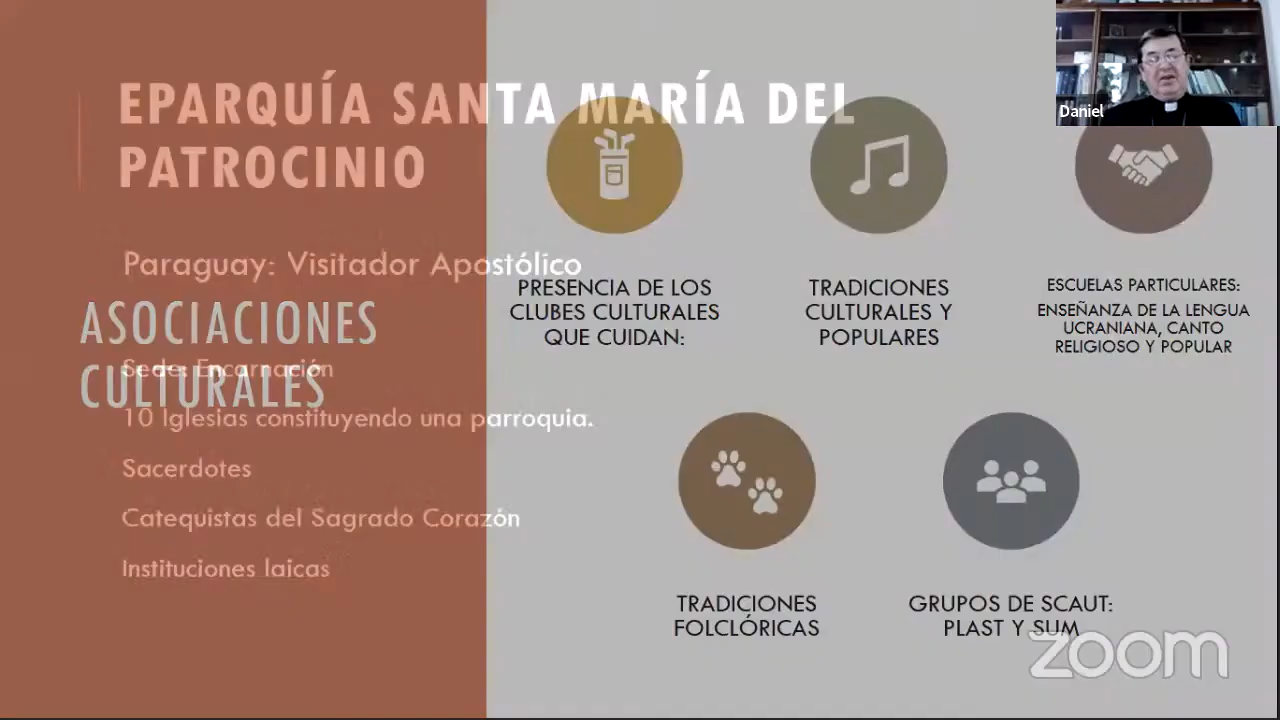 EPARQUÍA SANTA MARÍA DEL
PATROCINIO
Paraguay: Visitador Apostólico
Sede: Encarnación
10 Iglesias constituyendo una parroquia.
Sacerdotes
Catequistas del Sagrado Corazón
Instituciones laicas
ASOCIACIONES
CULTURALES
PRESENCIA DE LOS
CLUBES CULTURALES
QUE CUIDAN:
TRADICIONES
CULTURALES Y
POPULARES
ESCUELAS PARTICULARES:
ENSEÑANZA DE LA LENGUA
UCRANIANA, CANTO
RELIGIOSO Y POPULAR
TRADICIONES
FOLCLÓRICAS
GRUPOS DE SCAUT:
PLAST Y SUM
Daniel
zoom